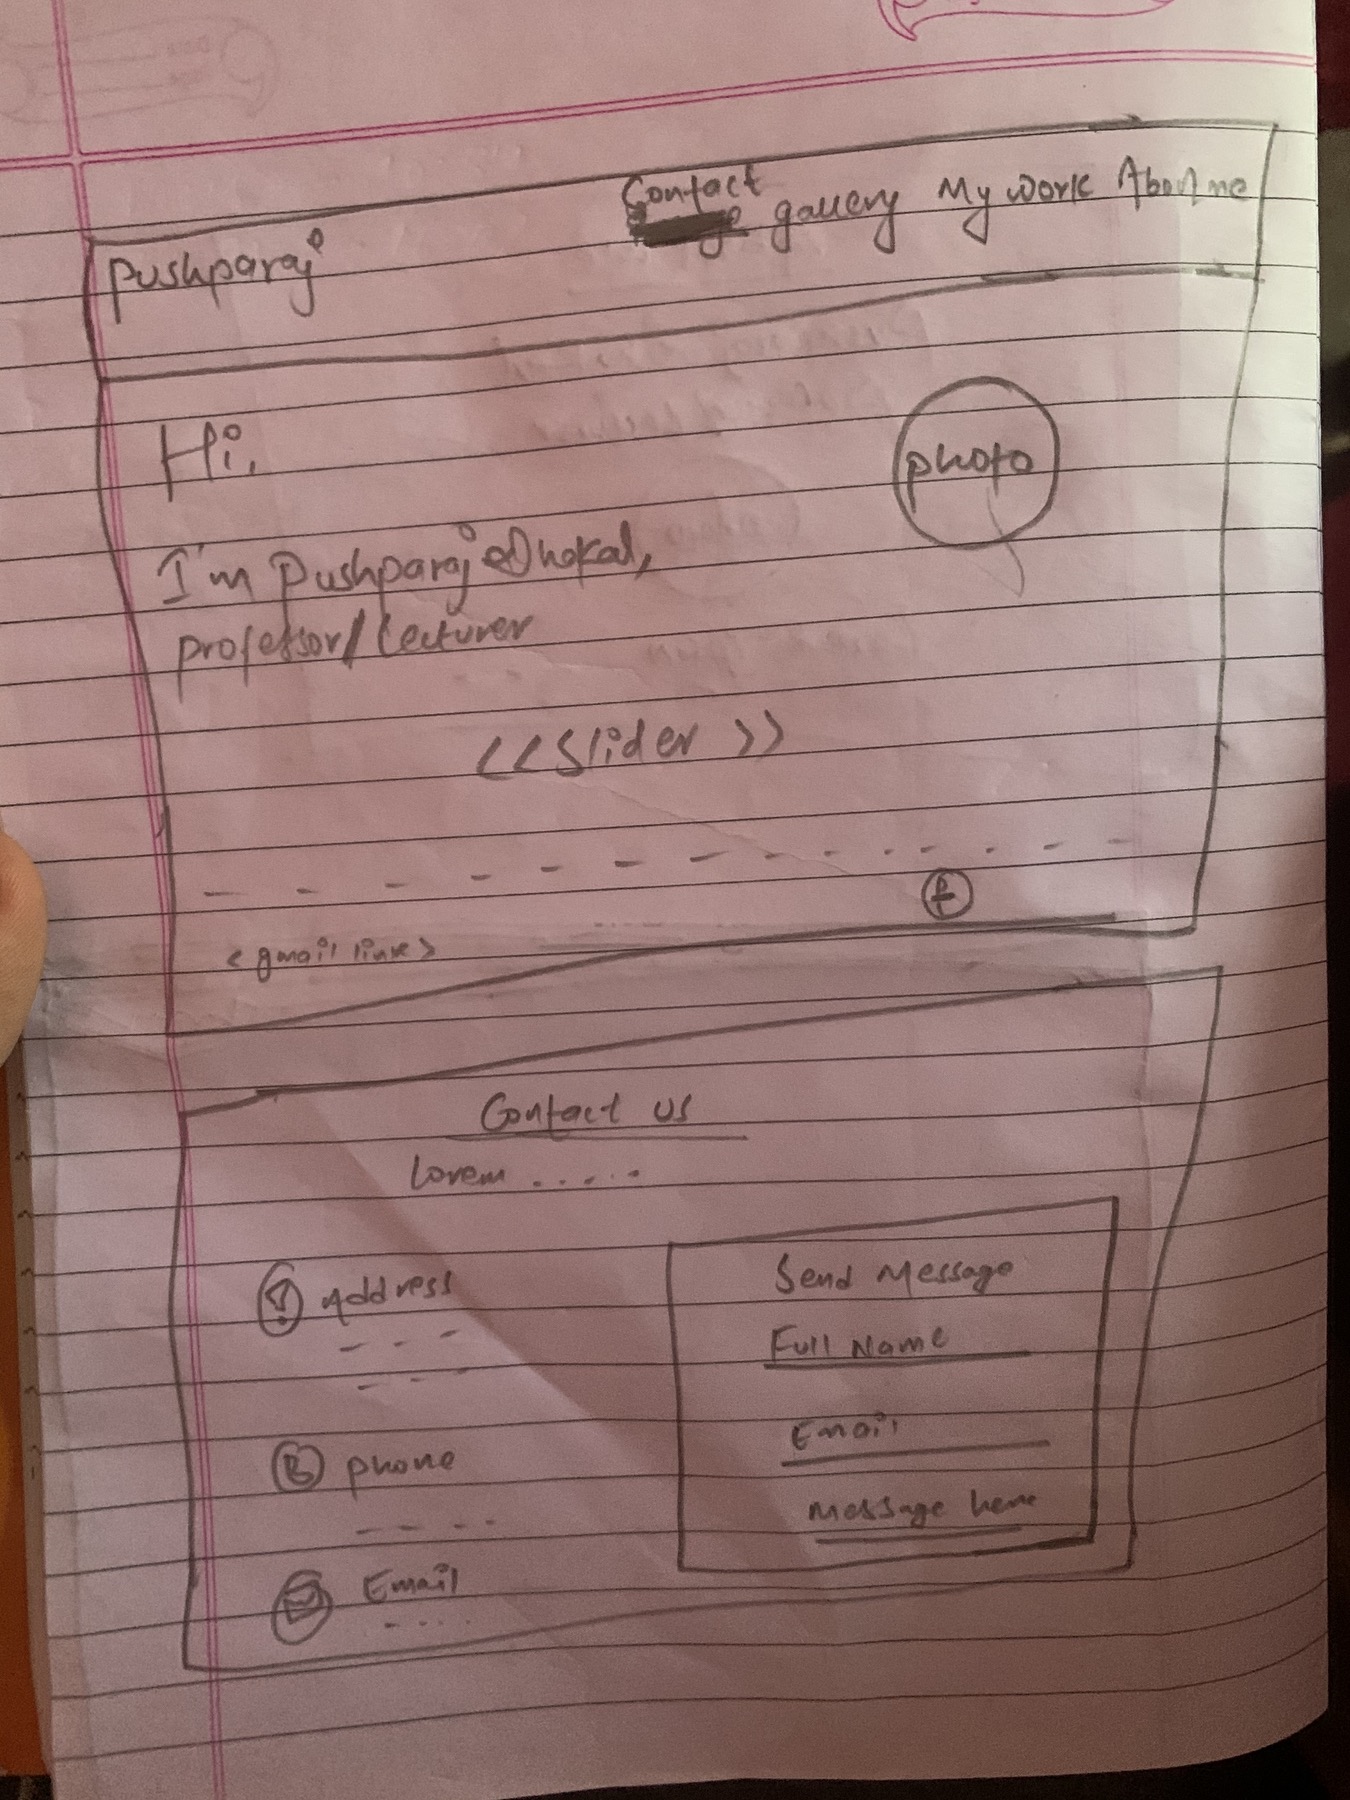 Pushparaj
Contact gallery My work About me
Hi,
photo
I'm Pushparaj Dhakal,
professor/lecturer
<<Slider>>
<gmail link>
Contact us
Lorem .....
Address
Phone
Email
Send Message
Full Name
Email
Message here